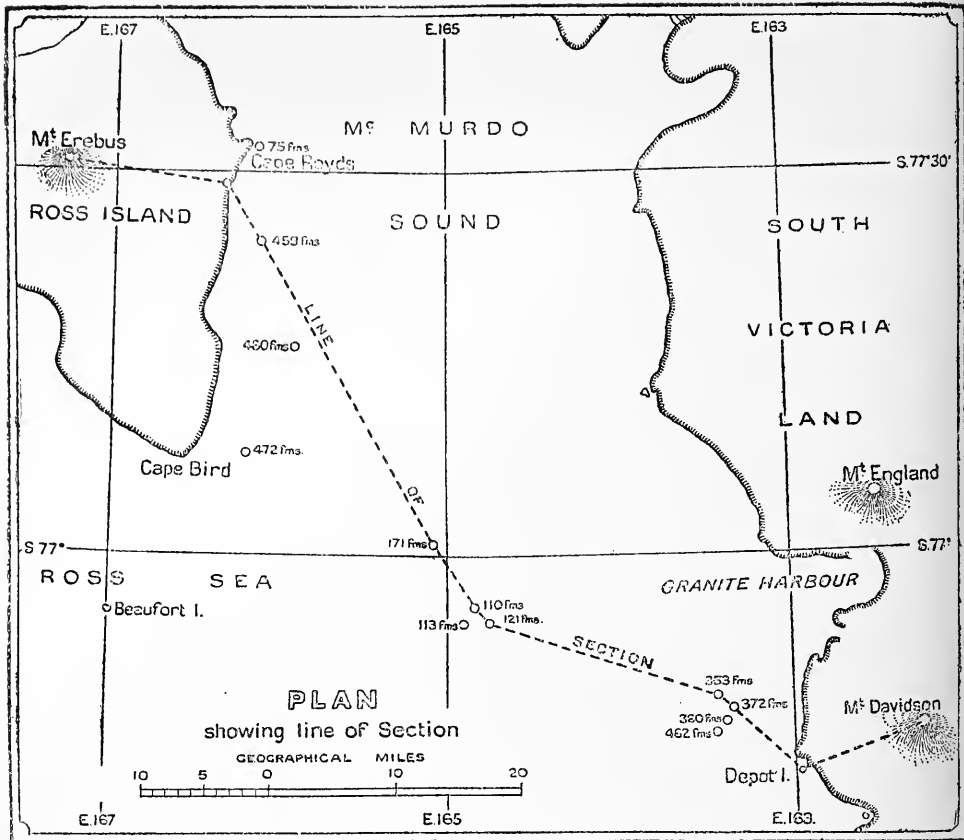 E.167
E.165
E.163
Mc MURDO
Mt Erebus
75 fms
Cape Royds
S.77°30'
ROSS ISLAND
SOUND
SOUTH
459 fms
LINE
VICTORIA
480 fms
LAND
472 fms.
Cape Bird
Mt England
OF
171 fms
S.77°
S.77°
ROSS SEA
GRANITE HARBOUR
Beaufort I.
110 fms
113 fms
121 fms.
SECTION
353 fms
372 fms
PLAN
Mt Davidson
showing line of Section
380 fms
462 fms
GEOGRAPHICAL MILES
10 5 0 10 20
Depot I.
E.167
E.165
E.163.